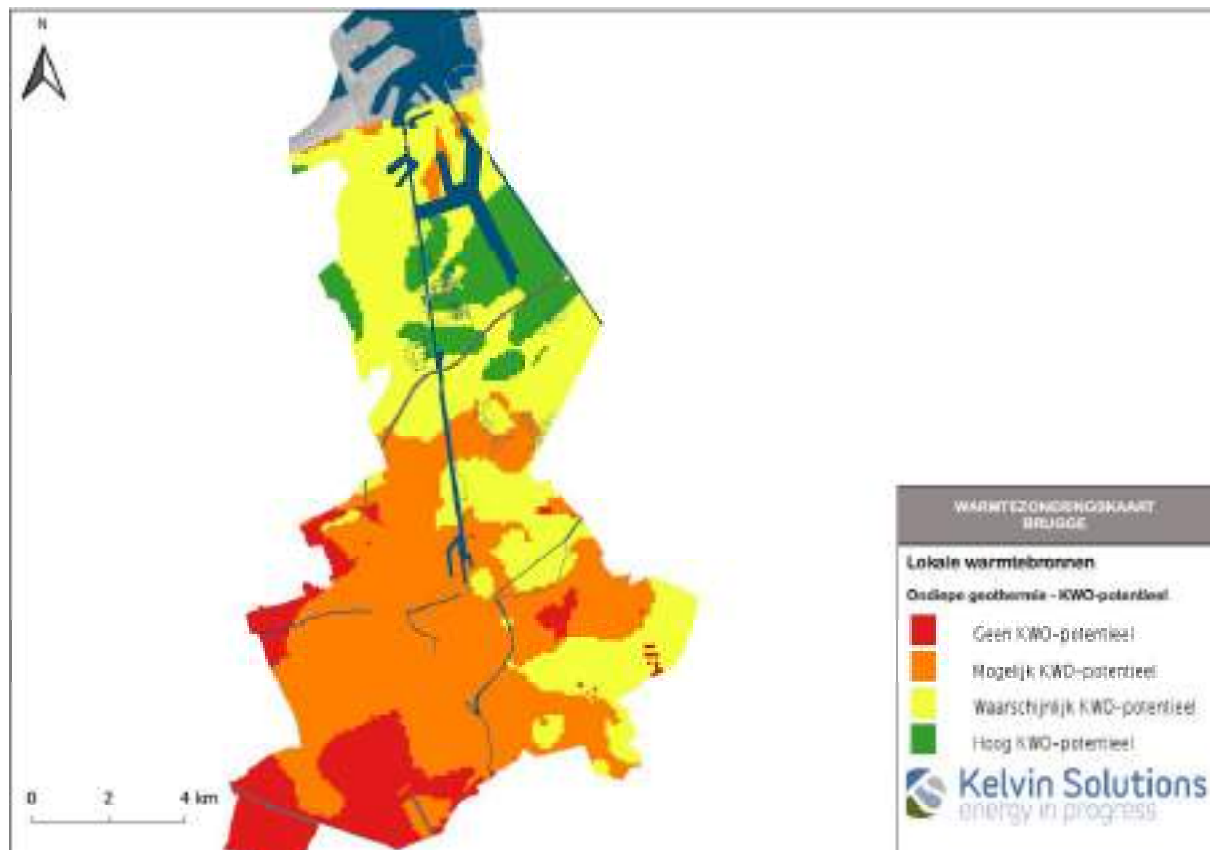 N
WARMTEZONERINGSKAART
BRUGGE
Lokale warmtebronnen
Ondiepe geothermie - KWO-potentieel
Geen KWO-potentieel
Mogelijk KWO-potentieel
Waarschijnlijk KWO-potentieel
Hoog KWO-potentieel
0 2 4 km
Kelvin Solutions
energy in progress